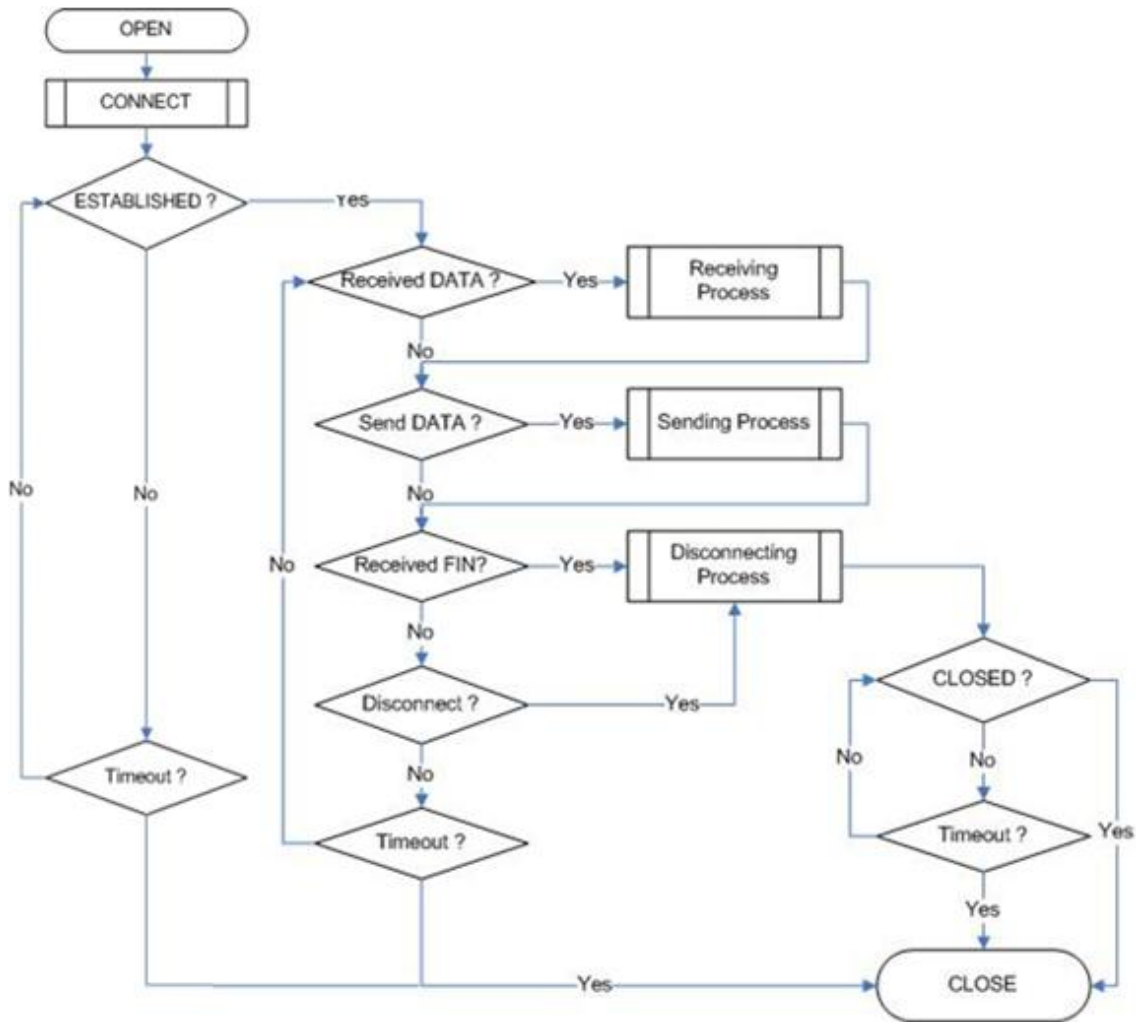 OPEN
CONNECT
ESTABLISHED ?
Yes
Received DATA ?
Yes
Receiving
Process
No
Send DATA ?
Yes
Sending Process
No
No
No
Received FIN?
Yes
Disconnecting
Process
No
No
Disconnect ?
Yes
CLOSED ?
No
No
Timeout ?
No
Timeout ?
Timeout ?
Yes
Yes
Yes
CLOSE